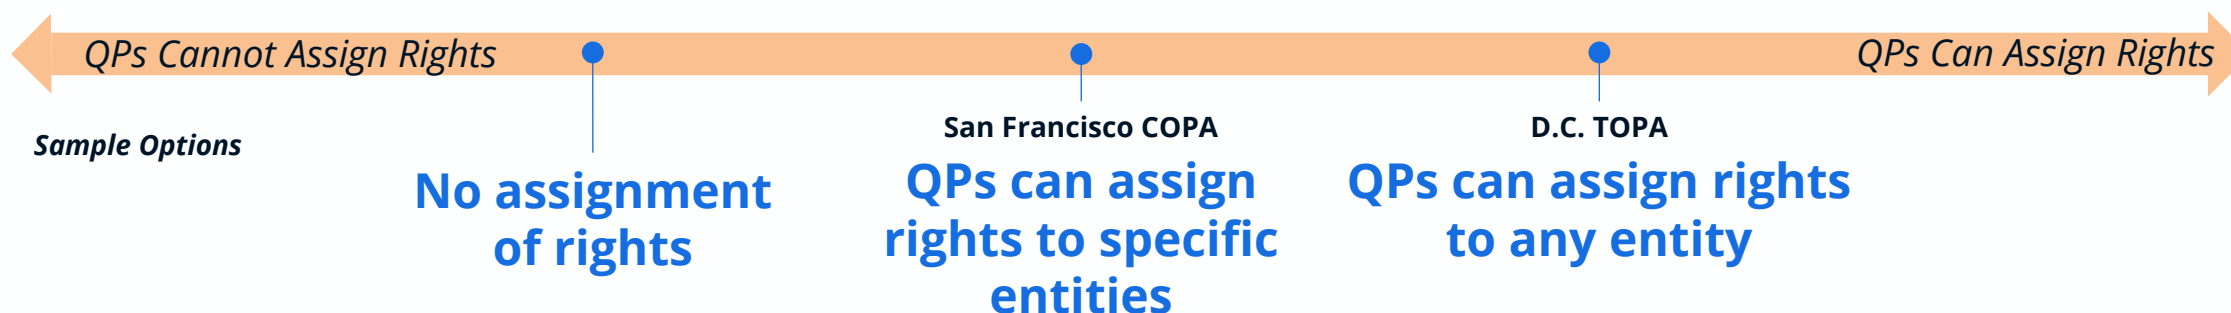 QPs Cannot Assign Rights
QPs Can Assign Rights
Sample Options
No assignment
of rights
San Francisco COPA
QPs can assign
rights to specific
entities
D.C. TOPA
QPs can assign rights
to any entity